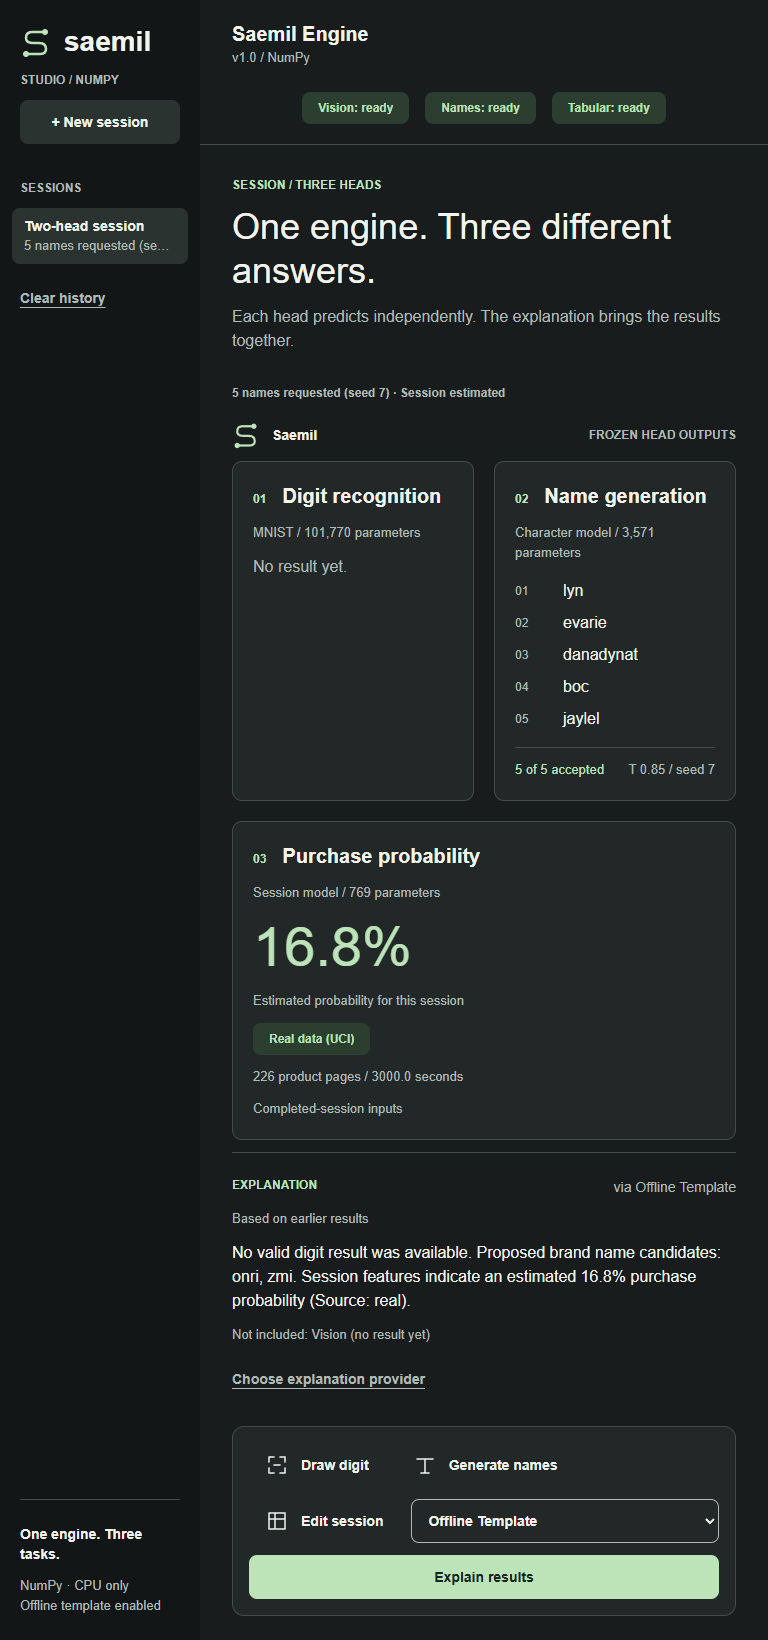 saemil
STUDIO / NUMPY
+ New session
SESSIONS
Two-head session
5 names requested (se...
Clear history
One engine. Three
tasks.
NumPy · CPU only
Offline template enabled
Saemil Engine
v1.0 / NumPy
Vision: ready
Names: ready
Tabular: ready
SESSION / THREE HEADS
One engine. Three different
answers.
Each head predicts independently. The explanation brings the results
together.
5 names requested (seed 7) · Session estimated
Saemil
FROZEN HEAD OUTPUTS
01 Digit recognition
MNIST / 101,770 parameters
No result yet.
02 Name generation
Character model / 3,571
parameters
01 lyn
02 evarie
03 danadynat
04 boc
05 jaylel
5 of 5 accepted T 0.85 / seed 7
03 Purchase probability
Session model / 769 parameters
16.8%
Estimated probability for this session
Real data (UCI)
226 product pages / 3000.0 seconds
Completed-session inputs
EXPLANATION
via Offline Template
Based on earlier results
No valid digit result was available. Proposed brand name candidates:
onri, zmi. Session features indicate an estimated 16.8% purchase
probability (Source: real).
Not included: Vision (no result yet)
Choose explanation provider
Draw digit
Generate names
Edit session
Offline Template
Explain results